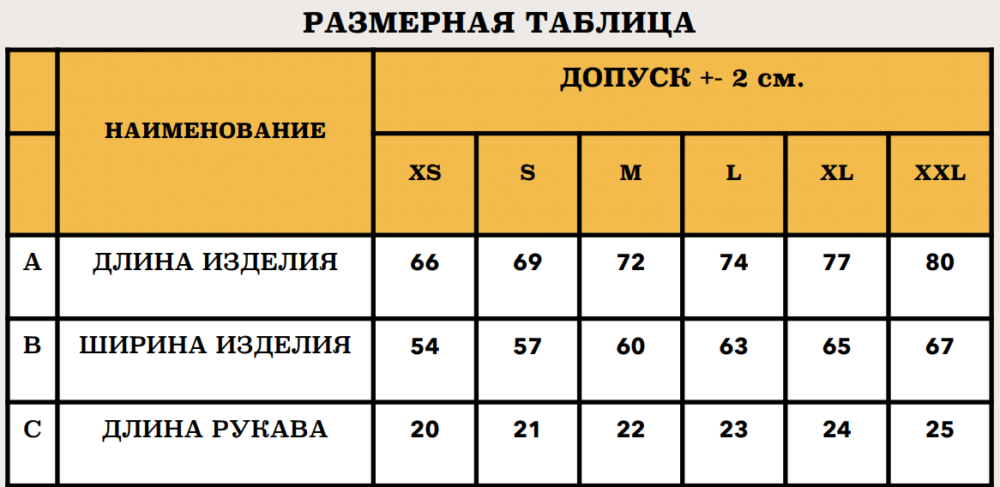 РАЗМЕРНАЯ ТАБЛИЦА
НАИМЕНОВАНИЕ
ДОПУСК +- 2 см.
XS S M L XL XXL
A ДЛИНА ИЗДЕЛИЯ 66 69 72 74 77 80
B ШИРИНА ИЗДЕЛИЯ 54 57 60 63 65 67
C ДЛИНА РУКАВА 20 21 22 23 24 25